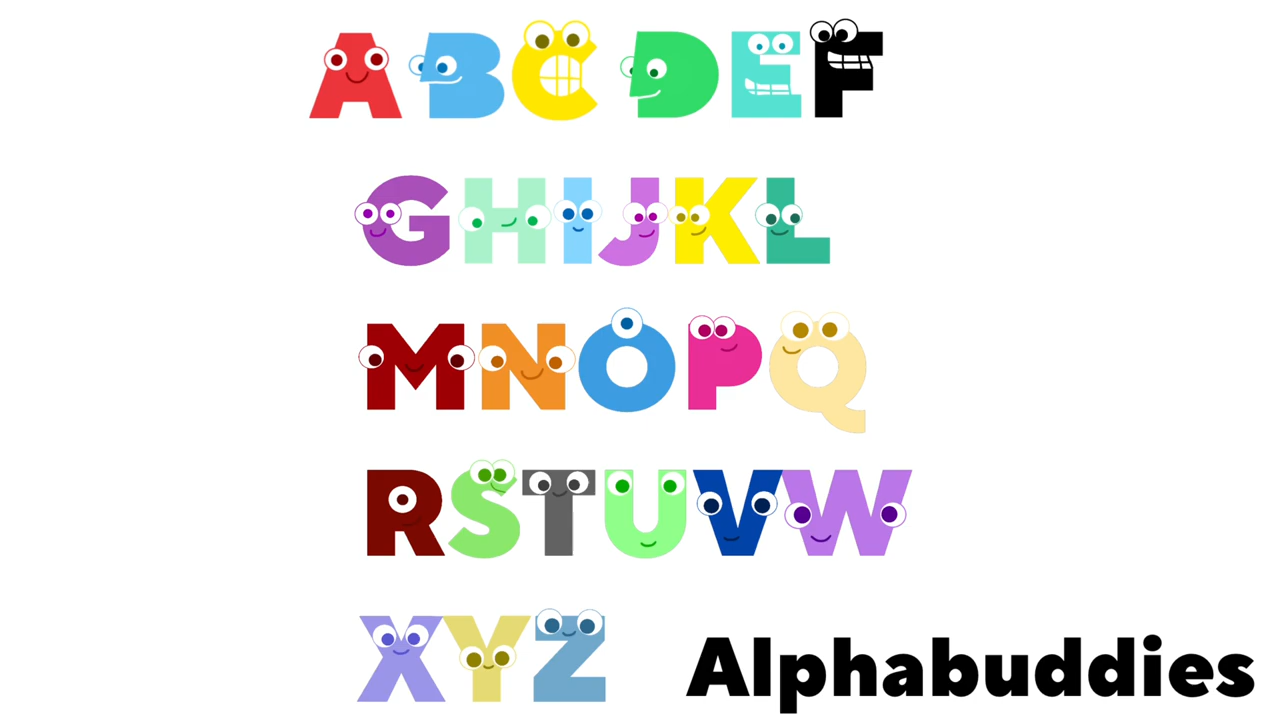 ABCDEF
GHIJKL
MNOPQ
RSTUVW
XYZ
Alphabuddies